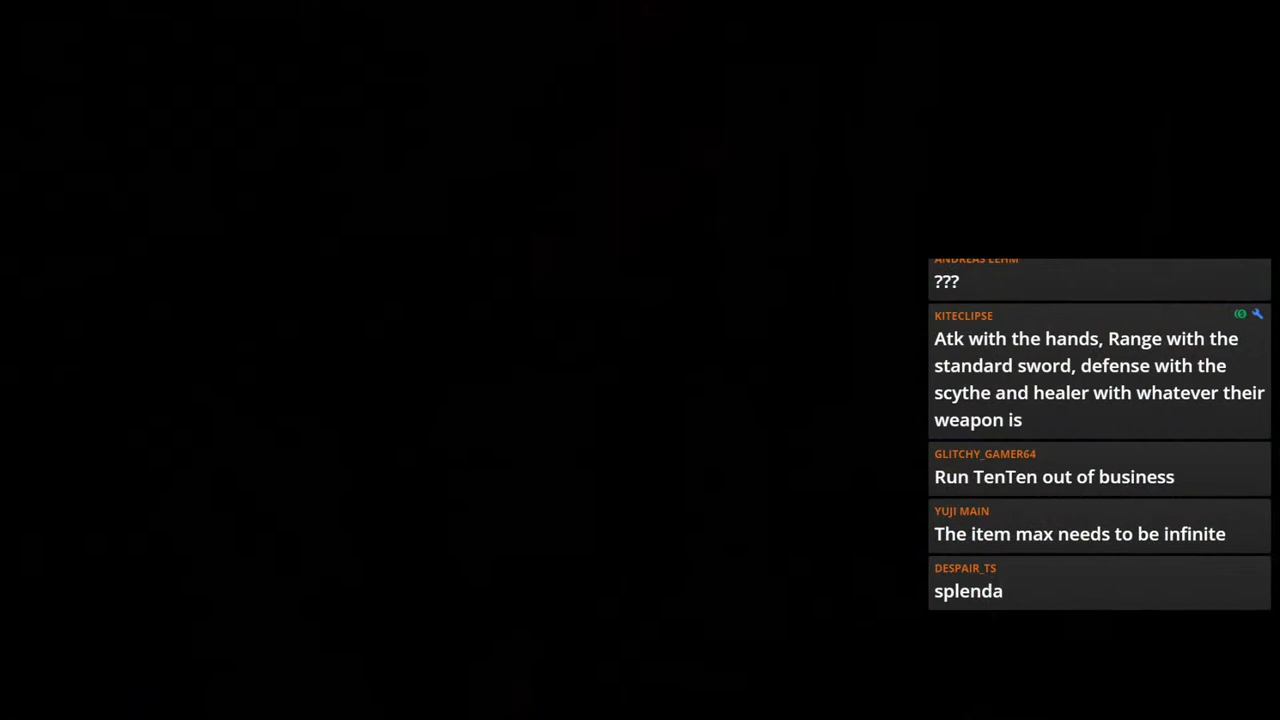 ANDREAS LEHM
???
KITECLIPSE
Atk with the hands, Range with the
standard sword, defense with the
scythe and healer with whatever their
weapon is
GLITCHY_GAMER64
Run TenTen out of business
YUJI MAIN
The item max needs to be infinite
DESPAIR_TS
splenda